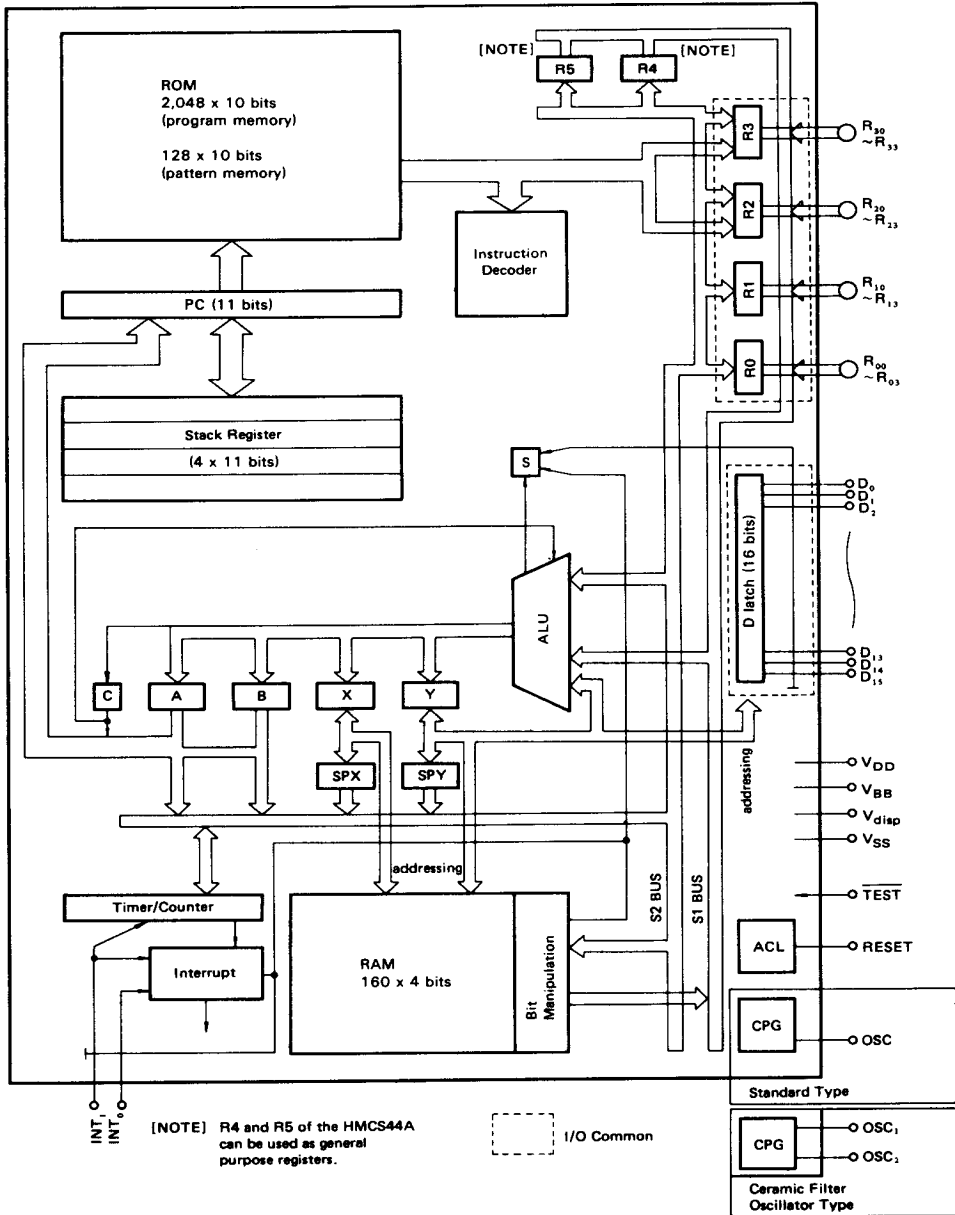 [NOTE]
[NOTE]
R5
R4
ROM
2,048 x 10 bits
(program memory)
128 x 10 bits
(pattern memory)
R3
R₃₀
~R₃₃
R2
R₂₀
~R₂₃
Instruction
Decoder
R1
R₁₀
~R₁₃
PC (11 bits)
R0
R₀₀
~R₀₃
Stack Register
(4 x 11 bits)
S
D latch (16 bits)
D₀
D₁
D₂
ALU
D₁₃
D₁₄
D₁₅
C
A
B
X
Y
SPX
SPY
addressing
V_DD
V_BB
V_disp
V_SS
addressing
S2 BUS
S1 BUS
TEST
Timer/Counter
Interrupt
RAM
160 x 4 bits
Bit
Manipulation
ACL
RESET
CPG
OSC
Standard Type
INT₁
INT₀
[NOTE] R4 and R5 of the HMCS44A
can be used as general
purpose registers.
I/O Common
CPG
OSC₁
OSC₂
Ceramic Filter
Oscillator Type